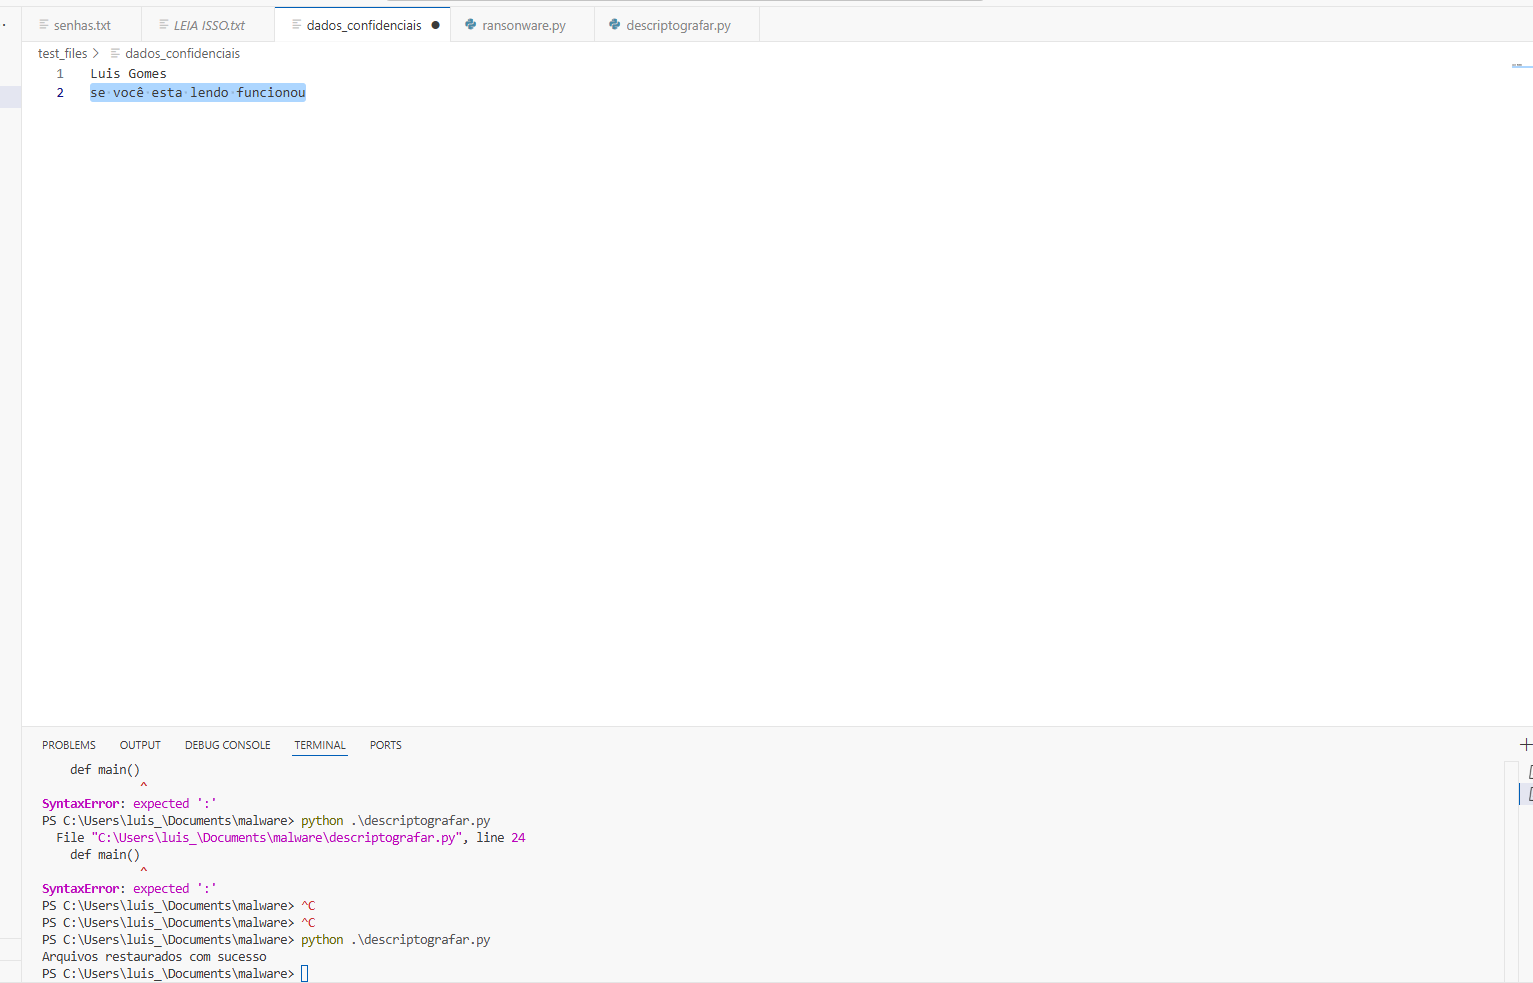 senhas.txt LEIA ISSO.txt dados_confidenciais ransonware.py descriptografar.py
test_files > dados_confidenciais
1 Luis Gomes
2 se você esta lendo funcionou
PROBLEMS OUTPUT DEBUG CONSOLE TERMINAL PORTS
def main()
^
SyntaxError: expected ':'
PS C:\Users\luis_\Documents\malware> python .\descriptografar.py
File "C:\Users\luis_\Documents\malware\descriptografar.py", line 24
def main()
^
SyntaxError: expected ':'
PS C:\Users\luis_\Documents\malware> ^C
PS C:\Users\luis_\Documents\malware> ^C
PS C:\Users\luis_\Documents\malware> python .\descriptografar.py
Arquivos restaurados com sucesso
PS C:\Users\luis_\Documents\malware>